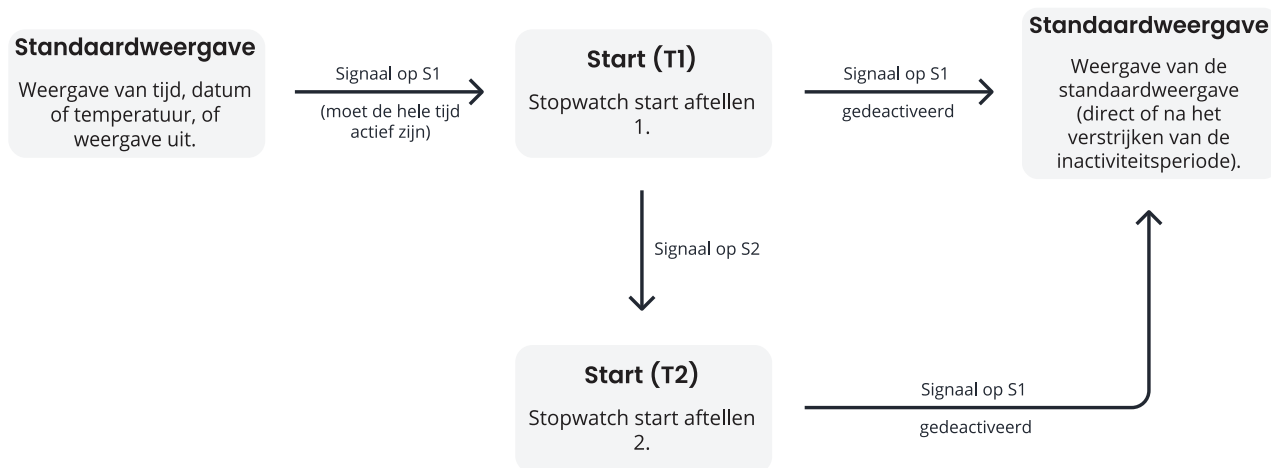 Standaardweergave
Weergave van tijd, datum
of temperatuur, of
weergave uit.
Signaal op S1
(moet de hele tijd
actief zijn)
Start (T1)
Stopwatch start aftellen
1.
Signaal op S1
gedeactiveerd
Standaardweergave
Weergave van de
standaardweergave
(direct of na het
verstrijken van de
inactiviteitsperiode).
Signaal op S2
Start (T2)
Stopwatch start aftellen
2.
Signaal op S1
gedeactiveerd